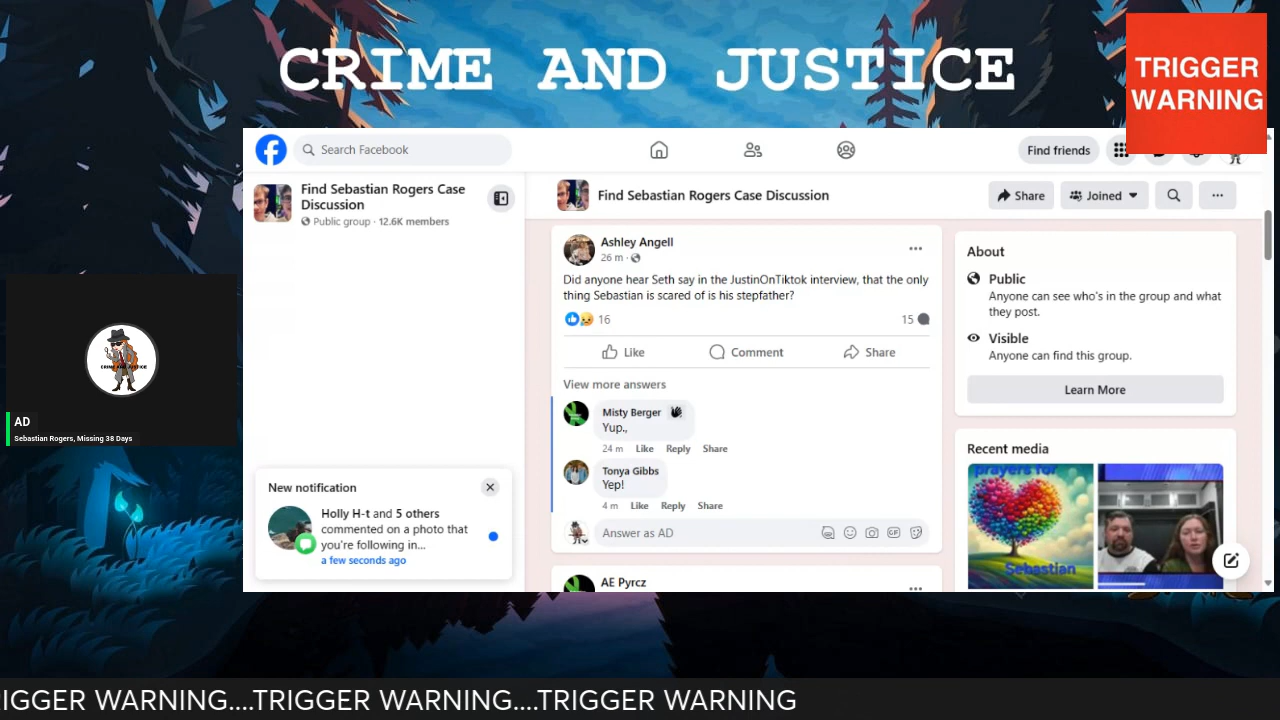 CRIME AND JUSTICE
TRIGGER
WARNING
Search Facebook
Find friends
Find Sebastian Rogers Case
Discussion
Public group · 12.6K members
Find Sebastian Rogers Case Discussion
Share
Joined
Ashley Angell
26 m ·
Did anyone hear Seth say in the JustinOnTiktok interview, that the only
thing Sebastian is scared of is his stepfather?
16
15
Like
Comment
Share
View more answers
Misty Berger
Yup.,
24 m Like Reply Share
Tonya Gibbs
Yep!
4 m Like Reply Share
Answer as AD
GIF
AE Pyrcz
About
Public
Anyone can see who's in the group and what
they post.
Visible
Anyone can find this group.
Learn More
Recent media
prayers for
Sebastian
New notification
Holly H-t and 5 others
commented on a photo that
you're following in...
a few seconds ago
CRIME AND JUSTICE
AD
Sebastian Rogers, Missing 38 Days
RIGGER WARNING....TRIGGER WARNING....TRIGGER WARNING